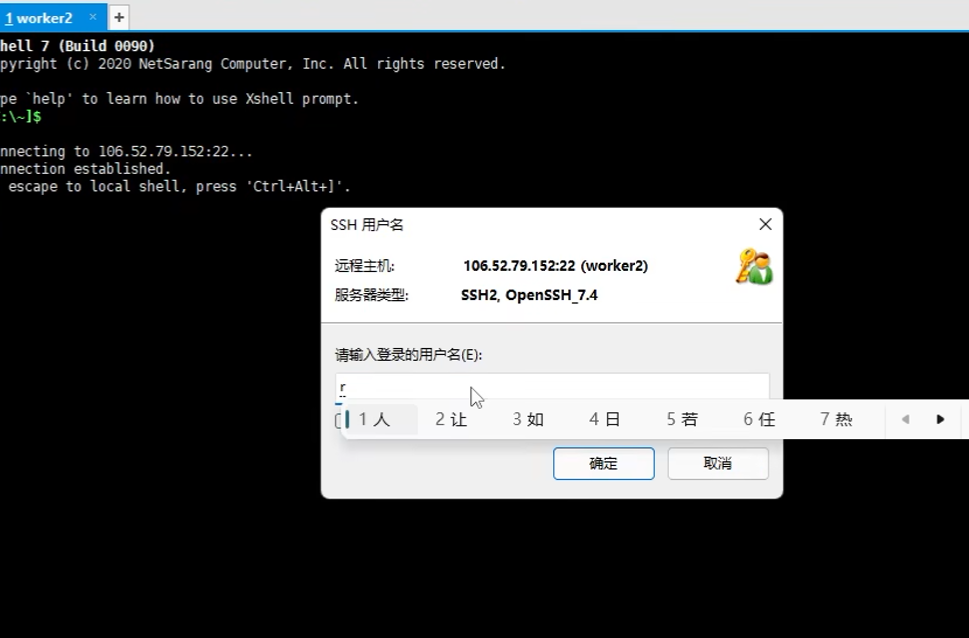 1 worker2 × +
hell 7 (Build 0090)
pyright (c) 2020 NetSarang Computer, Inc. All rights reserved.
pe `help' to learn how to use Xshell prompt.
:\~]$
nnecting to 106.52.79.152:22...
nnection established.
escape to local shell, press 'Ctrl+Alt+]'.
SSH 用户名
远程主机: 106.52.79.152:22 (worker2)
服务器类型: SSH2, OpenSSH_7.4
请输入登录的用户名(E):
r
1 人 2 让 3 如 4 日 5 若 6 任 7 热
确定 取消